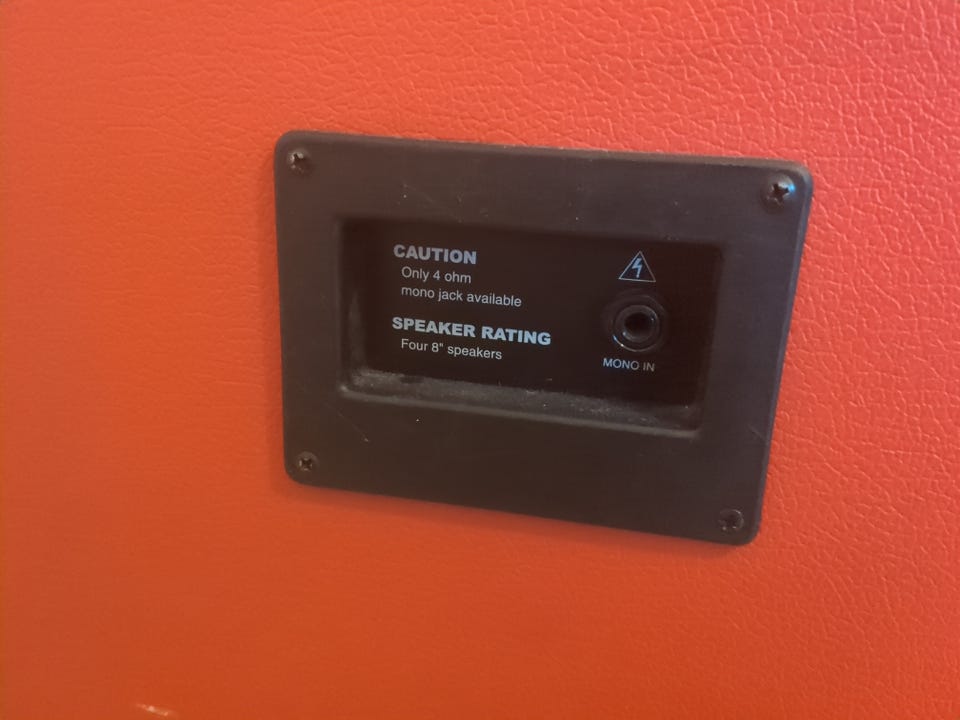 CAUTION
Only 4 ohm
mono jack available
SPEAKER RATING
Four 8" speakers
MONO IN